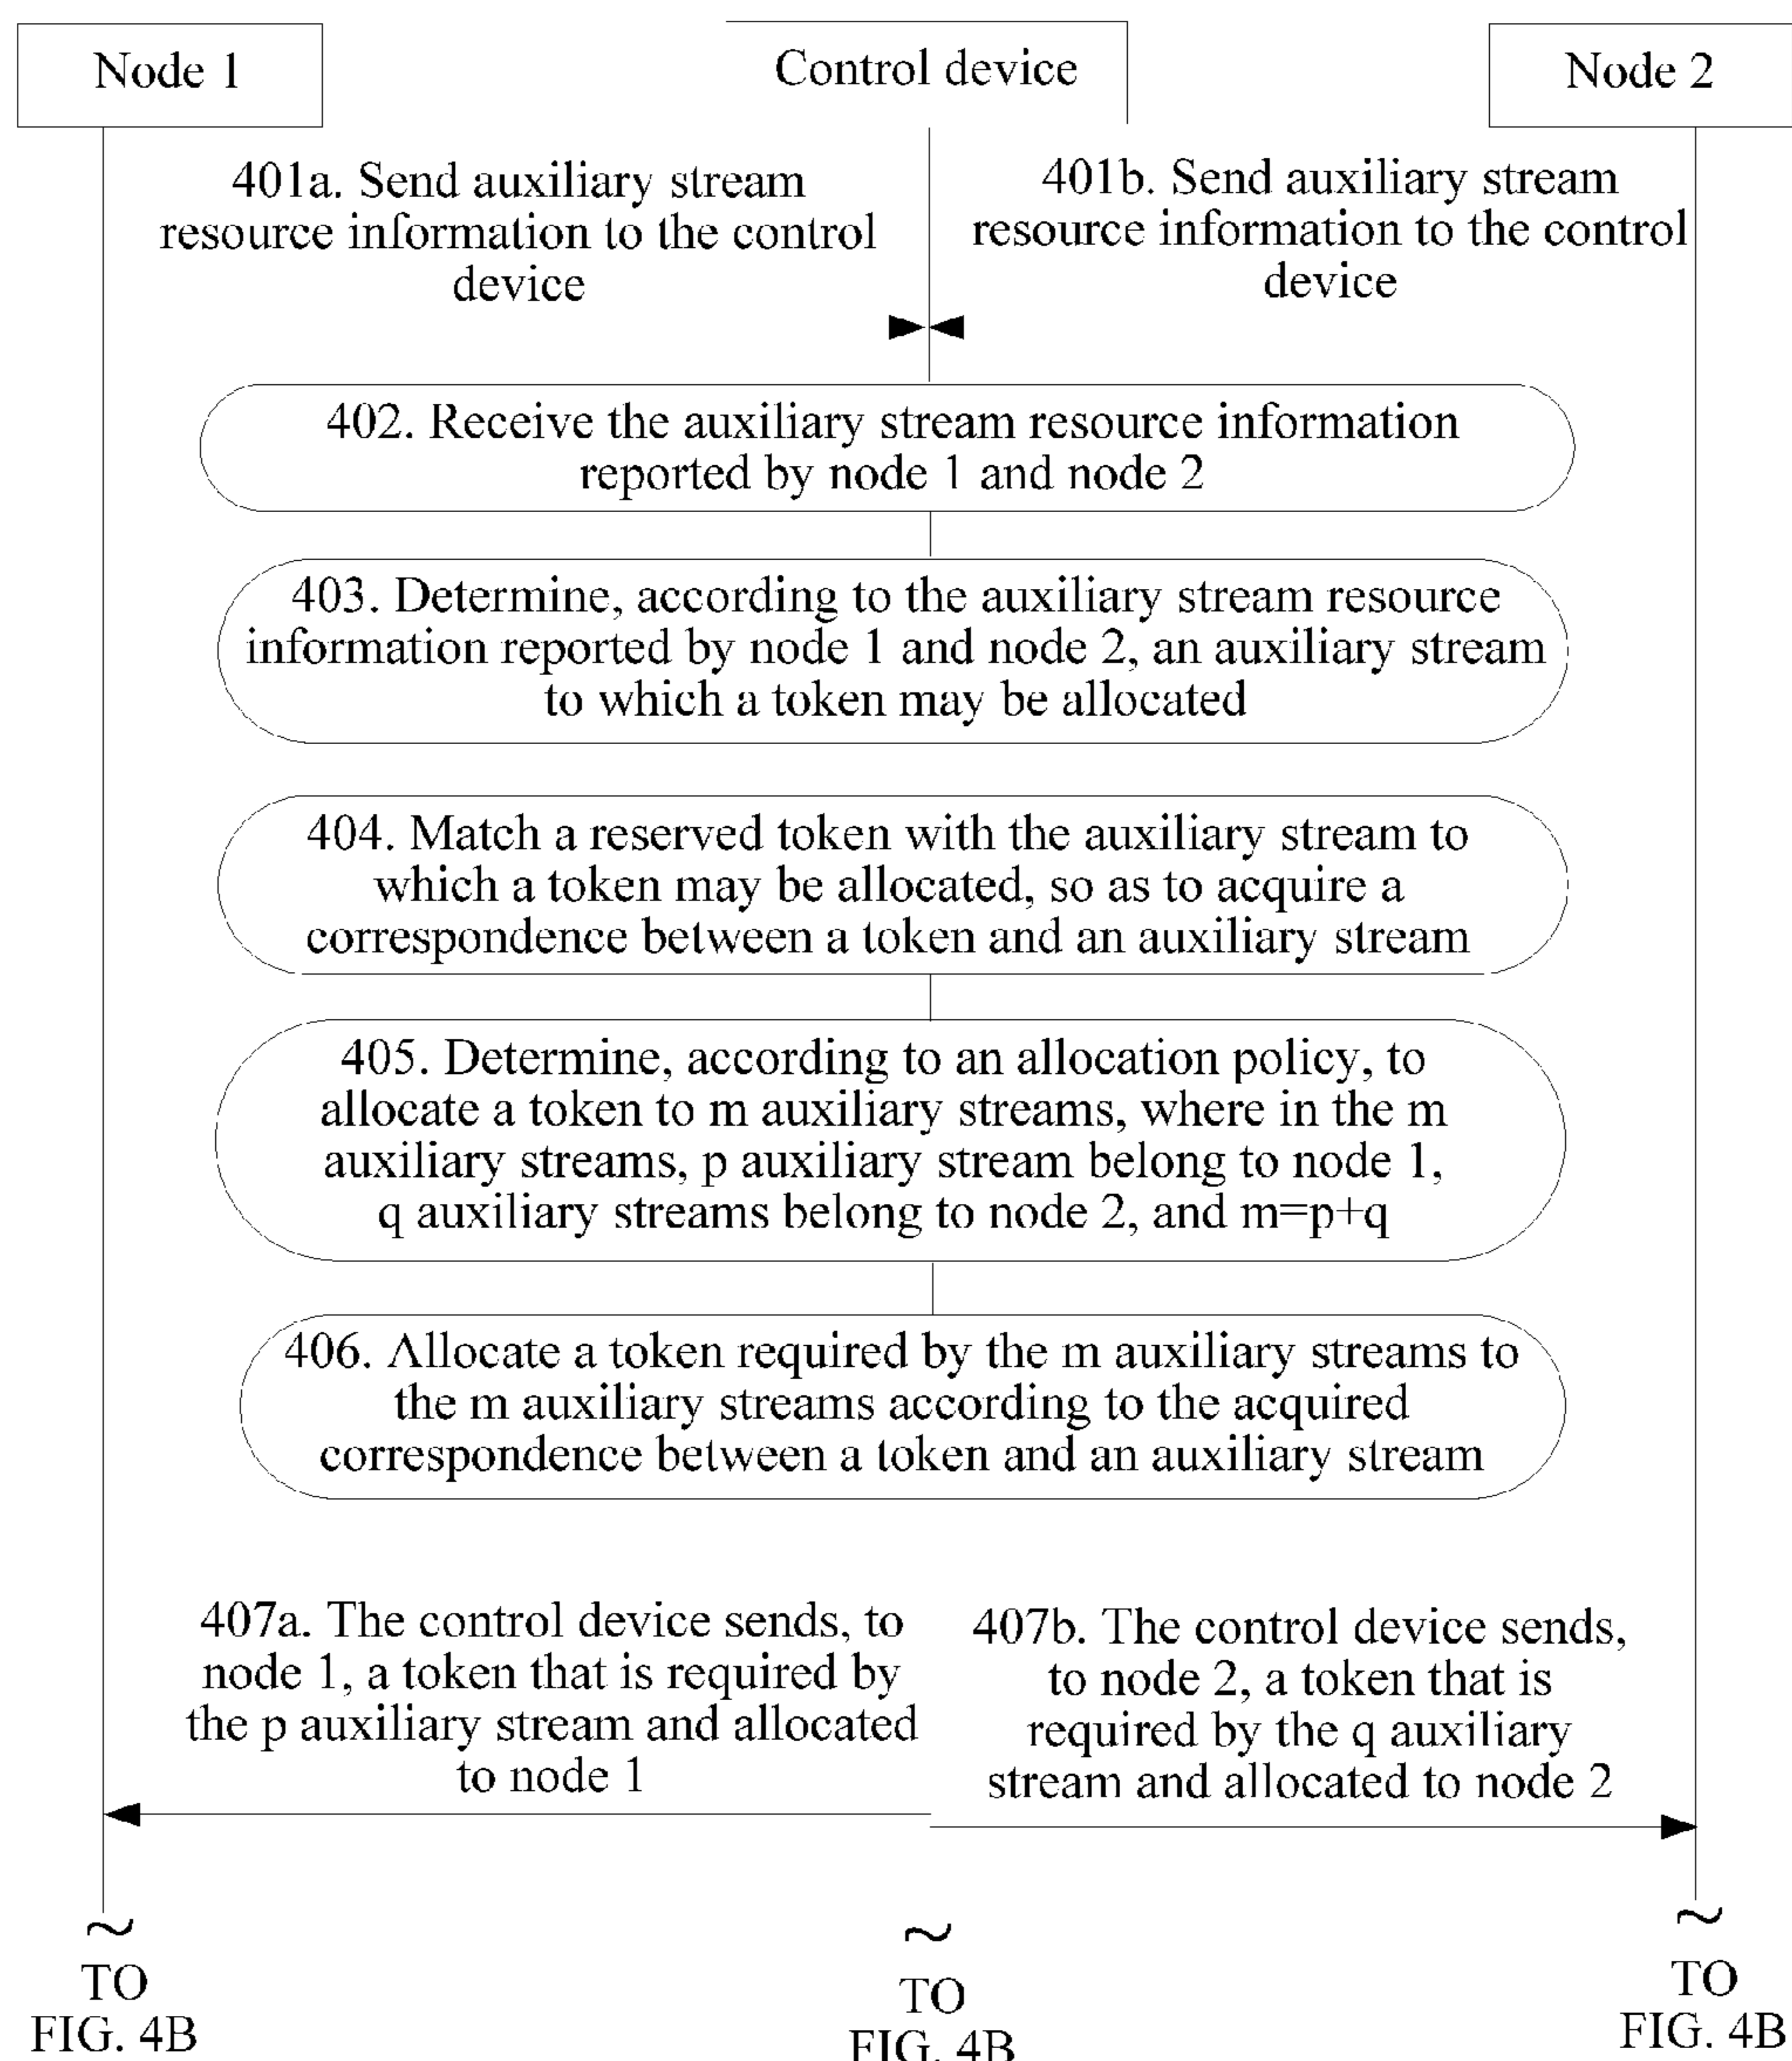 Node 1
Control device
Node 2
401a. Send auxiliary stream
resource information to the control
device
401b. Send auxiliary stream
resource information to the control
device
402. Receive the auxiliary stream resource information
reported by node 1 and node 2
403. Determine, according to the auxiliary stream resource
information reported by node 1 and node 2, an auxiliary stream
to which a token may be allocated
404. Match a reserved token with the auxiliary stream to
which a token may be allocated, so as to acquire a
correspondence between a token and an auxiliary stream
405. Determine, according to an allocation policy, to
allocate a token to m auxiliary streams, where in the m
auxiliary streams, p auxiliary stream belong to node 1,
q auxiliary streams belong to node 2, and m=p+q
406. Allocate a token required by the m auxiliary streams to
the m auxiliary streams according to the acquired
correspondence between a token and an auxiliary stream
407a. The control device sends, to
node 1, a token that is required by
the p auxiliary stream and allocated
to node 1
407b. The control device sends,
to node 2, a token that is
required by the q auxiliary
stream and allocated to node 2
~
TO
FIG. 4B
~
TO
FIG. 4B
~
TO
FIG. 4B